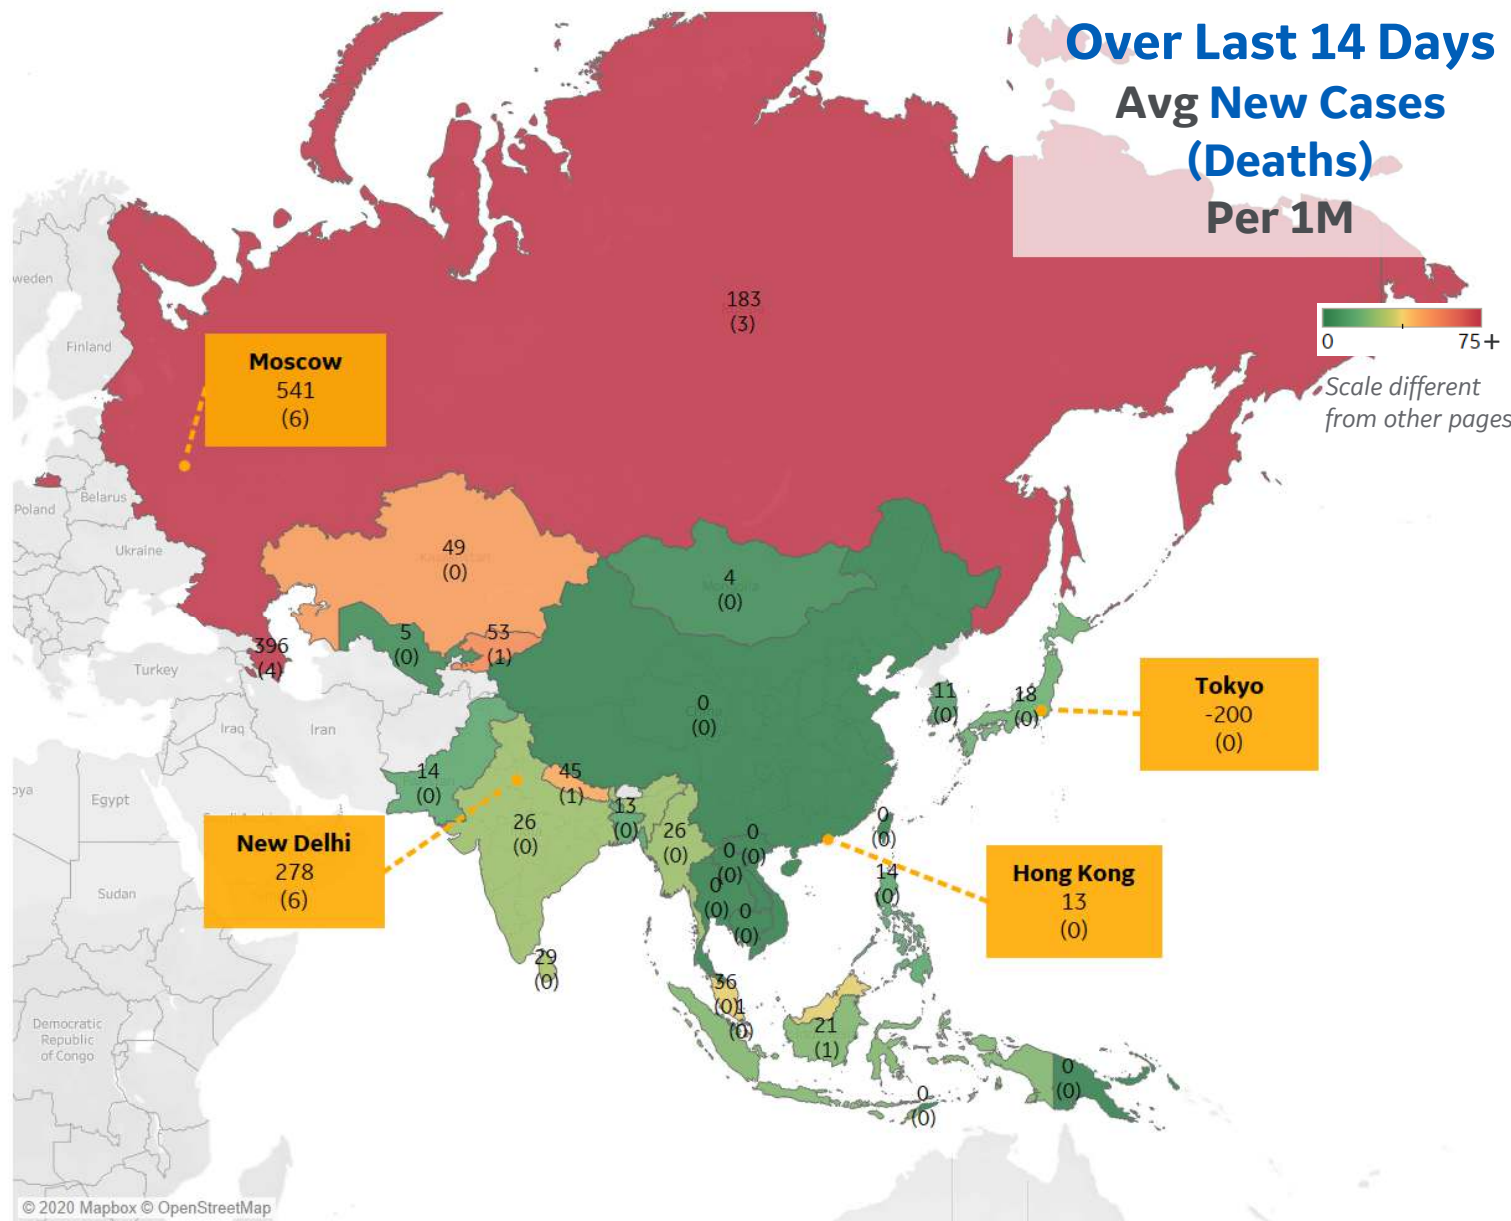 Over Last 14 Days
Avg New Cases
(Deaths)
Per 1M
0 75+
Scale different
from other pages
183
(3)
Moscow
541
(6)
weden
Finland
Poland
Belarus
Ukraine
Turkey
Iraq
Iran
oya
Egypt
Sudan
Democratic
Republic
of Congo
49
(0)
4
(0)
5
(0)
53
(1)
396
(4)
0
(0)
11
(0)
18
(0)
Tokyo
-200
(0)
14
(0)
45
(1)
13
(0)
26
(0)
26
(0)
New Delhi
278
(6)
0
(0)
0
(0)
0
(0)
0
(0)
0
(0)
14
(0)
Hong Kong
13
(0)
29
(0)
36
(0)
1
(0)
21
(1)
0
(0)
0
(0)
© 2020 Mapbox © OpenStreetMap